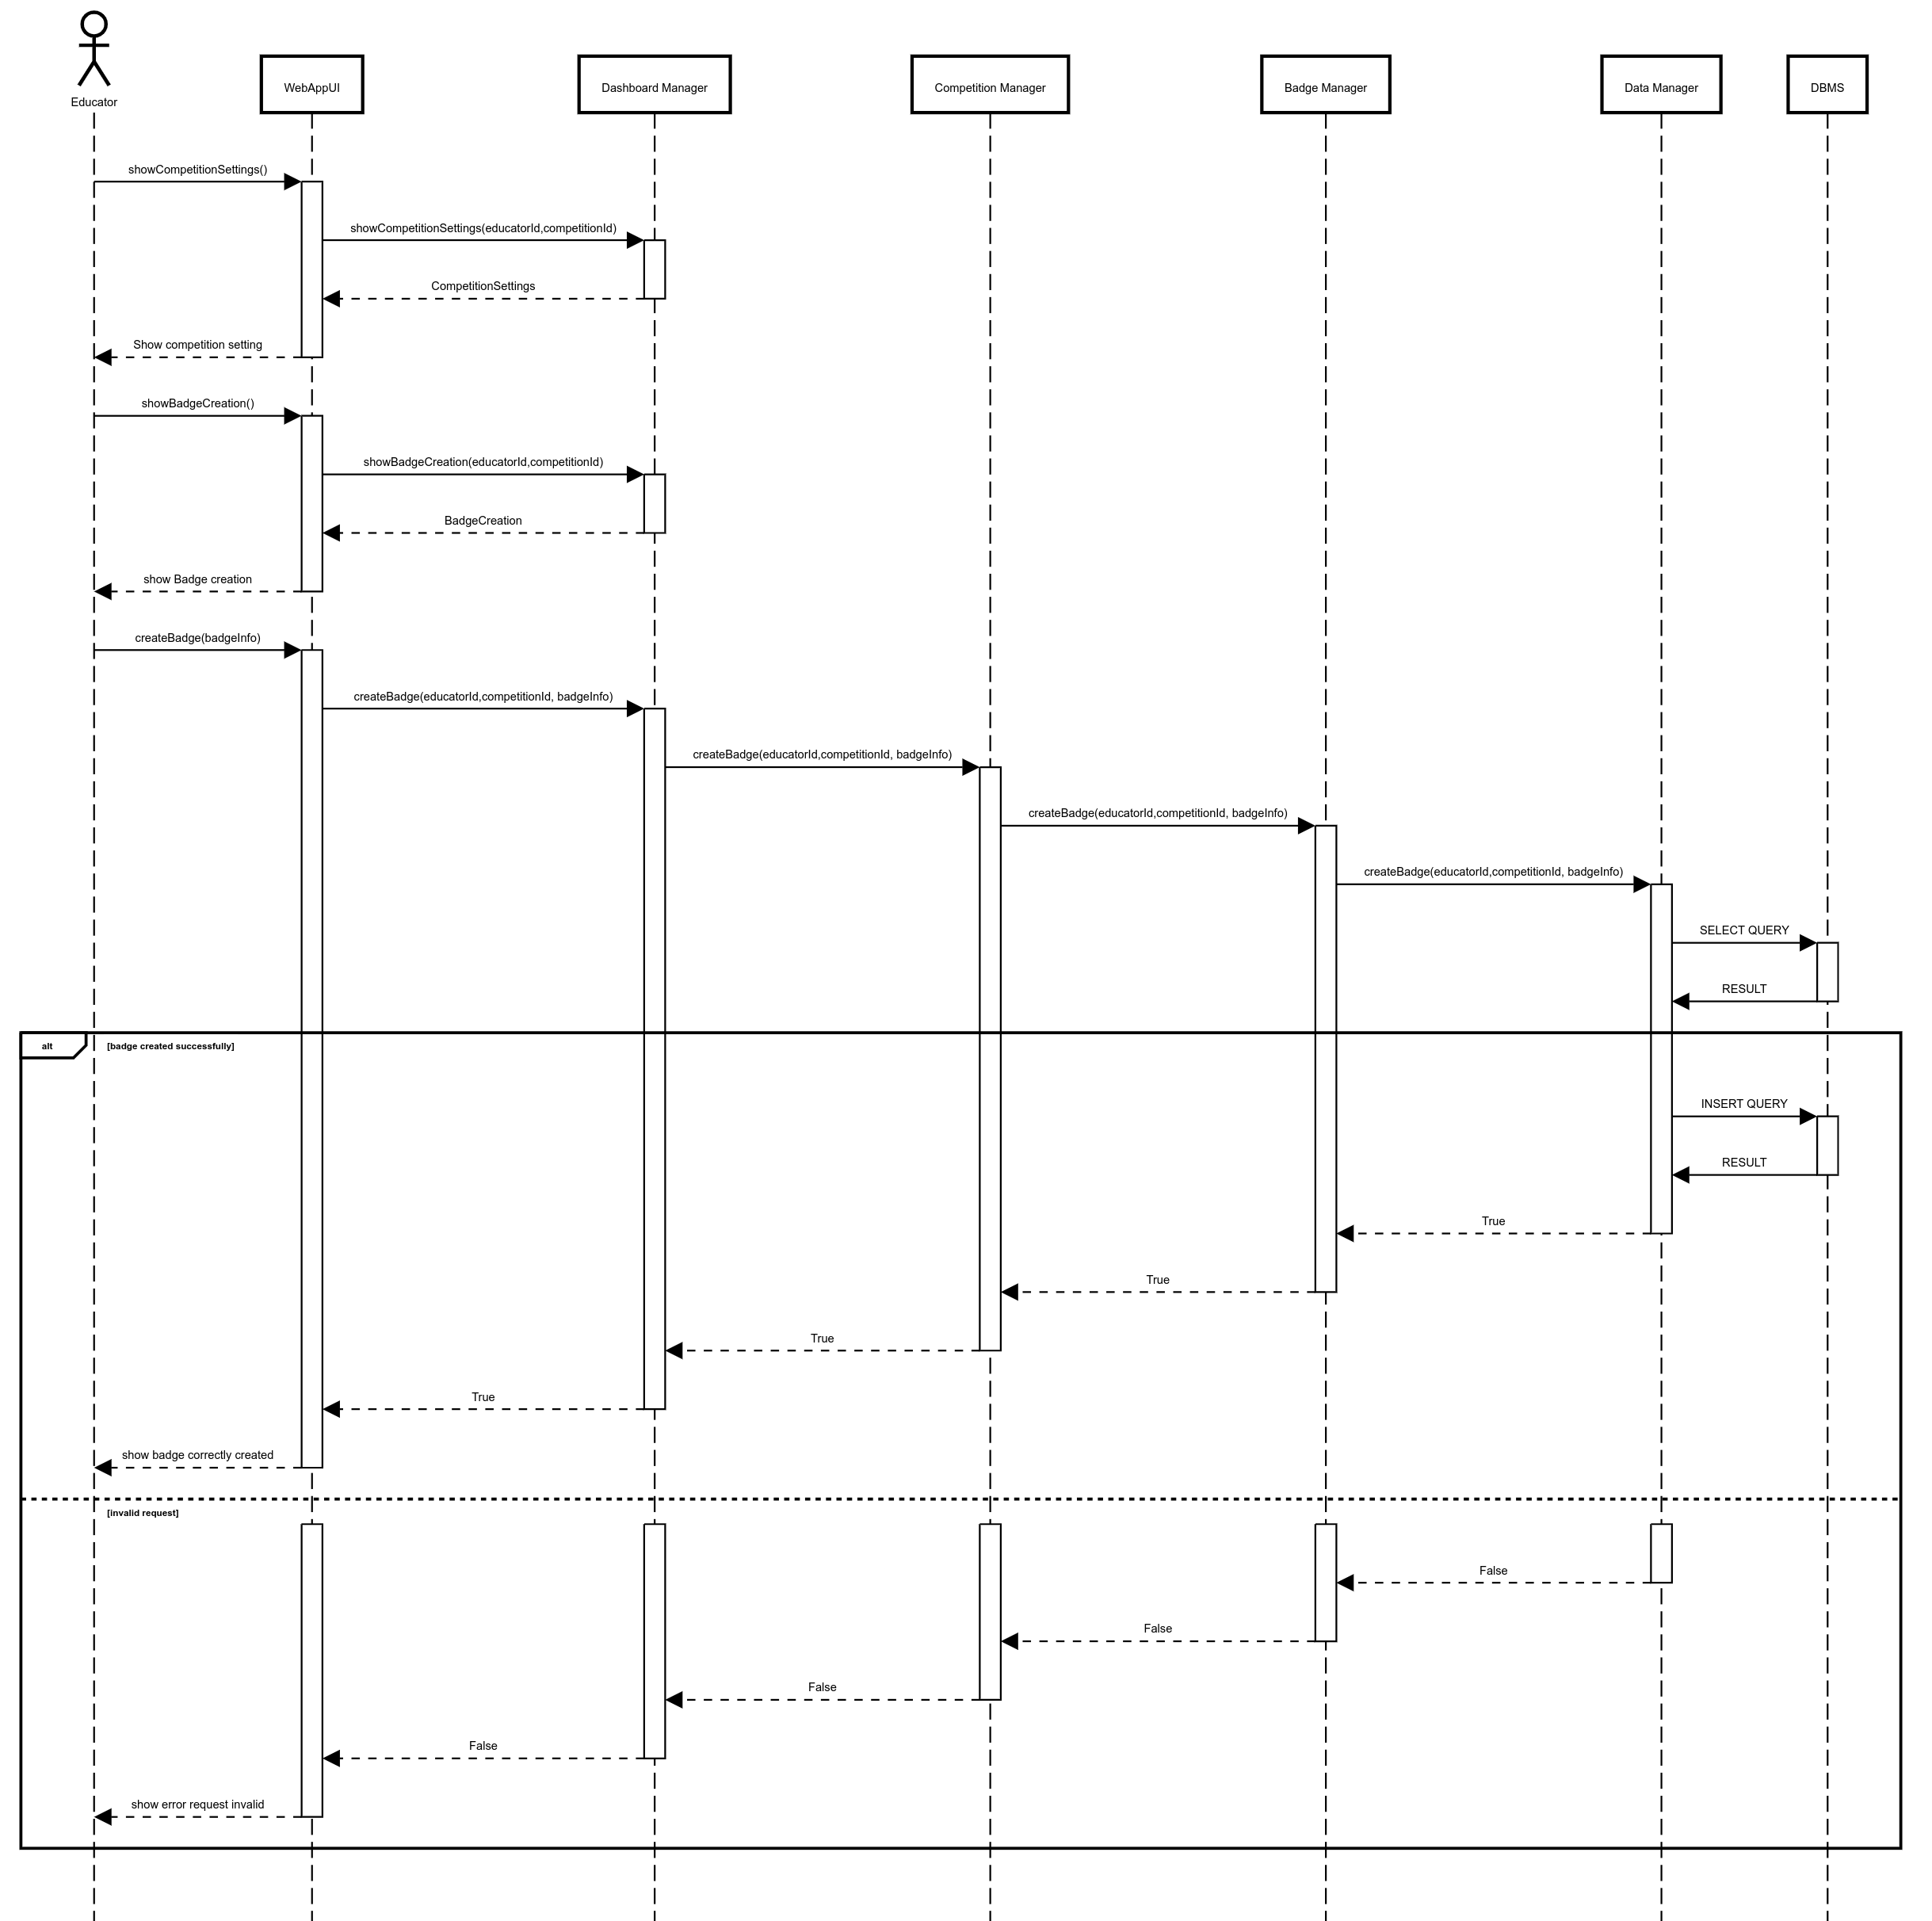 Educator
WebAppUI
Dashboard Manager
Competition Manager
Badge Manager
Data Manager
DBMS
showCompetitionSettings()
showCompetitionSettings(educatorId,competitionId)
CompetitionSettings
Show competition setting
showBadgeCreation()
showBadgeCreation(educatorId,competitionId)
BadgeCreation
show Badge creation
createBadge(badgeInfo)
createBadge(educatorId,competitionId, badgeInfo)
createBadge(educatorId,competitionId, badgeInfo)
createBadge(educatorId,competitionId, badgeInfo)
createBadge(educatorId,competitionId, badgeInfo)
SELECT QUERY
RESULT
alt
[badge created successfully]
INSERT QUERY
RESULT
True
True
True
True
show badge correctly created
[invalid request]
False
False
False
False
show error request invalid